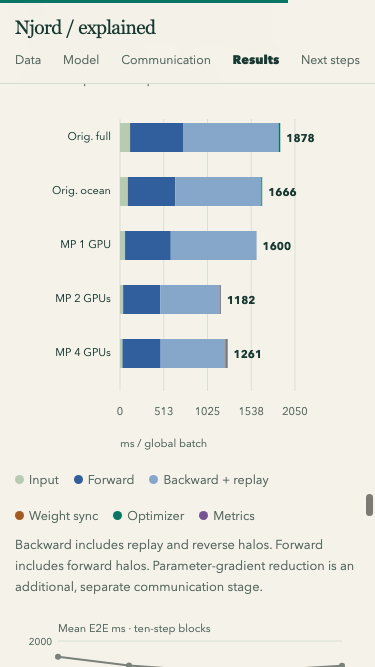 Njord / explained
Data Model Communication Results Next steps
Orig. full 1878
Orig. ocean 1666
MP 1 GPU 1600
MP 2 GPUs 1182
MP 4 GPUs 1261
0 513 1025 1538 2050
ms / global batch
Input Forward Backward + replay
Weight sync Optimizer Metrics
Backward includes replay and reverse halos. Forward
includes forward halos. Parameter-gradient reduction is an
additional, separate communication stage.
Mean E2E ms · ten-step blocks
2000